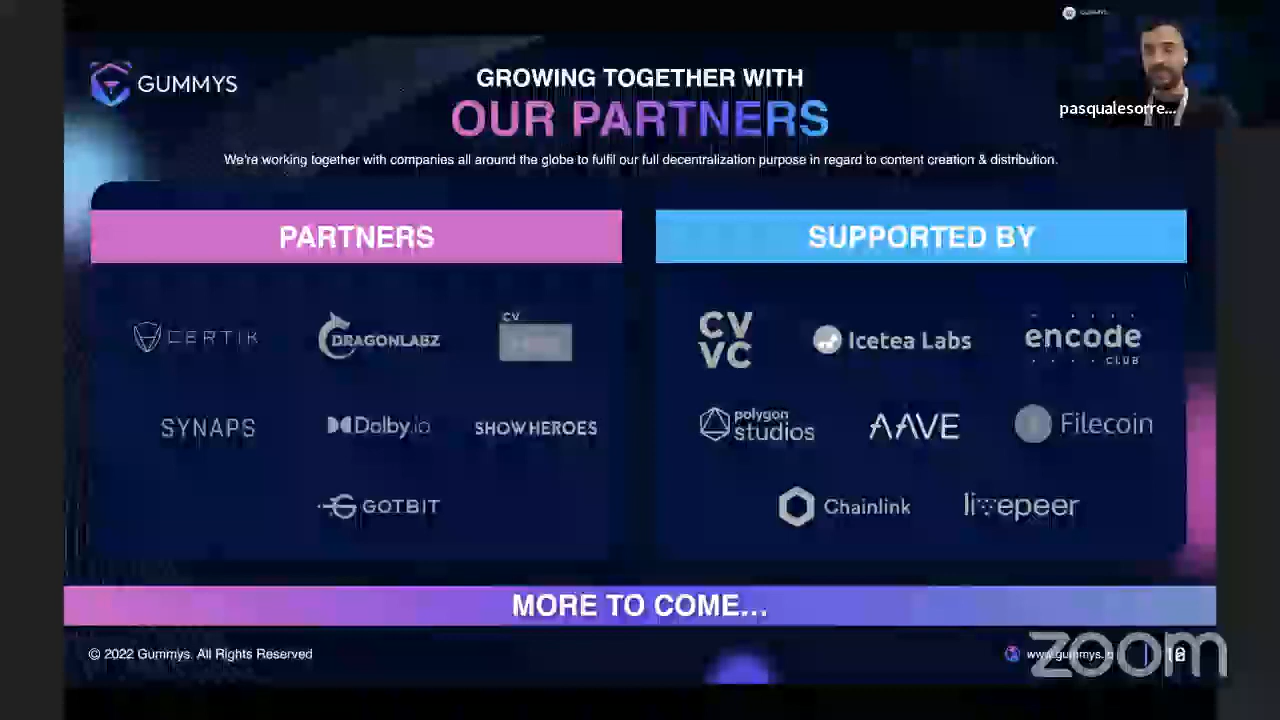 GUMMYS
pasqualesorre...
GROWING TOGETHER WITH
OUR PARTNERS
We're working together with companies all around the globe to fulfil our full decentralization purpose in regard to content creation & distribution.
PARTNERS
SUPPORTED BY
CERTIK
DRAGONLABZ
CV
SYNAPS
Dolby.io
SHOWHEROES
GOTBIT
CV
VC
Icetea Labs
encode
CLUB
polygon
studios
AAVE
Filecoin
Chainlink
livepeer
MORE TO COME...
© 2022 Gummys. All Rights Reserved
zoom